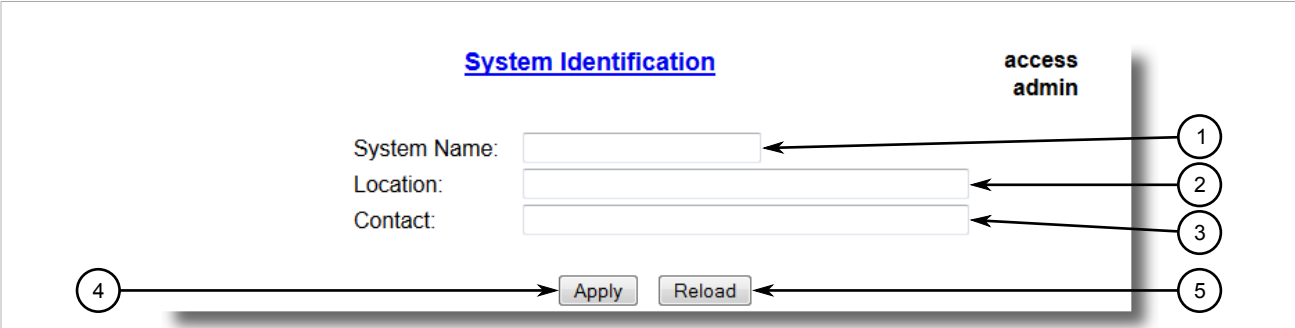 System Identification
access
admin
System Name:
1
Location:
2
Contact:
3
4
Apply
Reload
5